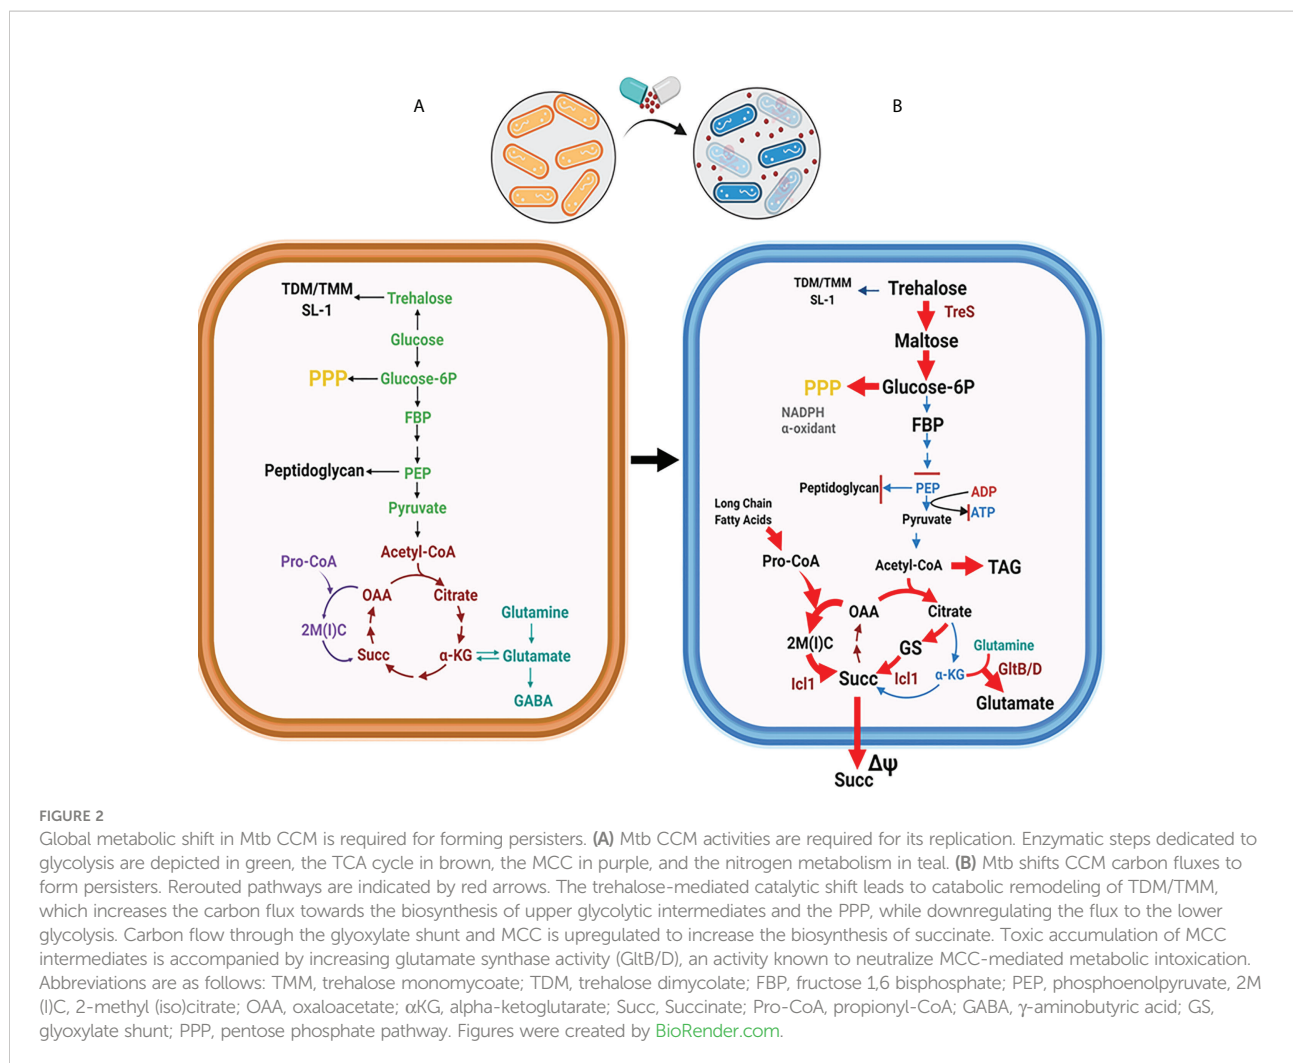 A
B
TDM/TMM
SL-1
Trehalose
Glucose
PPP
Glucose-6P
FBP
Peptidoglycan
PEP
Pyruvate
Acetyl-CoA
Pro-CoA
OAA
Citrate
2M(I)C
Succ
α-KG
Glutamine
Glutamate
GABA
TDM/TMM
SL-1
Trehalose
TreS
Maltose
PPP
Glucose-6P
NADPH
α-oxidant
FBP
Peptidoglycan
PEP
ADP
ATP
Pyruvate
Long Chain
Fatty Acids
Pro-CoA
Acetyl-CoA
TAG
OAA
Citrate
2M(I)C
GS
Glutamine
Icl1
Succ
Icl1
α-KG
GltB/D
Glutamate
Δψ
Succ
FIGURE 2
Global metabolic shift in Mtb CCM is required for forming persisters. (A) Mtb CCM activities are required for its replication. Enzymatic steps dedicated to
glycolysis are depicted in green, the TCA cycle in brown, the MCC in purple, and the nitrogen metabolism in teal. (B) Mtb shifts CCM carbon fluxes to
form persisters. Rerouted pathways are indicated by red arrows. The trehalose-mediated catalytic shift leads to catabolic remodeling of TDM/TMM,
which increases the carbon flux towards the biosynthesis of upper glycolytic intermediates and the PPP, while downregulating the flux to the lower
glycolysis. Carbon flow through the glyoxylate shunt and MCC is upregulated to increase the biosynthesis of succinate. Toxic accumulation of MCC
intermediates is accompanied by increasing glutamate synthase activity (GltB/D), an activity known to neutralize MCC-mediated metabolic intoxication.
Abbreviations are as follows: TMM, trehalose monomycoate; TDM, trehalose dimycolate; FBP, fructose 1,6 bisphosphate; PEP, phosphoenolpyruvate, 2M
(I)C, 2-methyl (iso)citrate; OAA, oxaloacetate; αKG, alpha-ketoglutarate; Succ, Succinate; Pro-CoA, propionyl-CoA; GABA, γ-aminobutyric acid; GS,
glyoxylate shunt; PPP, pentose phosphate pathway. Figures were created by BioRender.com.